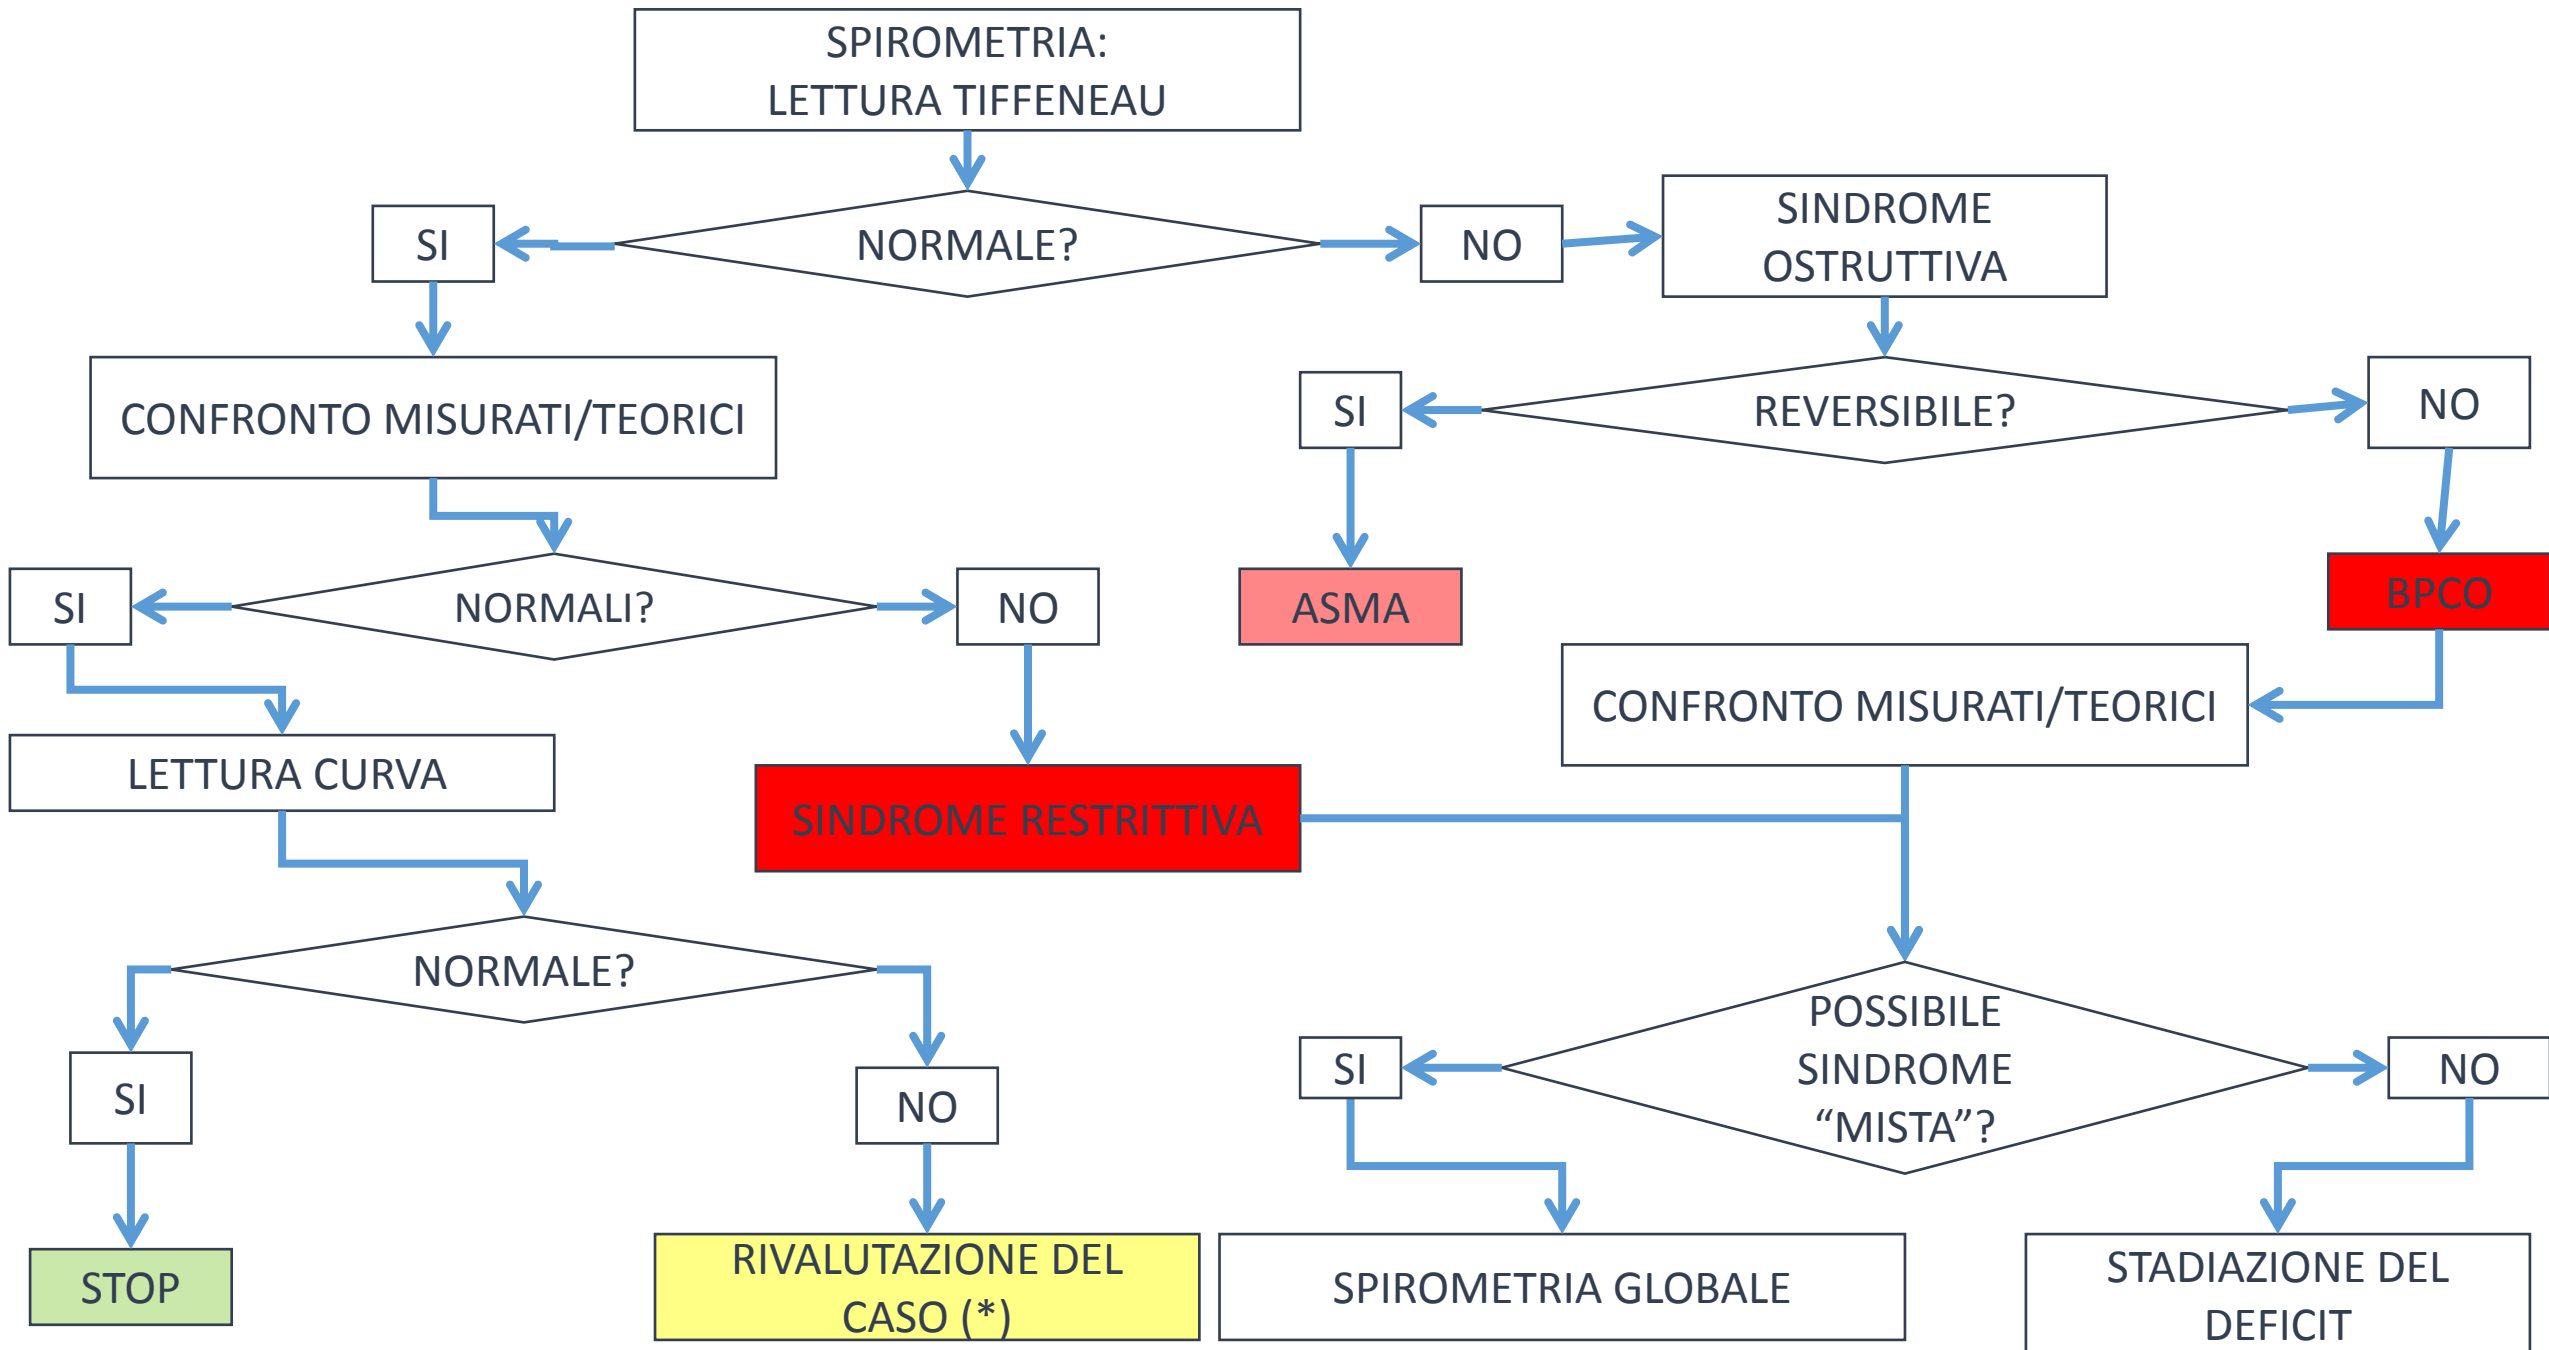 SPIROMETRIA:
LETTURA TIFFENEAU
SI
NORMALE?
NO
SINDROME
OSTRUTTIVA
CONFRONTO MISURATI/TEORICI
SI
REVERSIBILE?
NO
SI
NORMALI?
NO
ASMA
BPCO
CONFRONTO MISURATI/TEORICI
LETTURA CURVA
SINDROME RESTRITTIVA
NORMALE?
POSSIBILE
SINDROME
“MISTA”?
SI
NO
SI
NO
STOP
RIVALUTAZIONE DEL
CASO (*)
SPIROMETRIA GLOBALE
STADIAZIONE DEL
DEFICIT